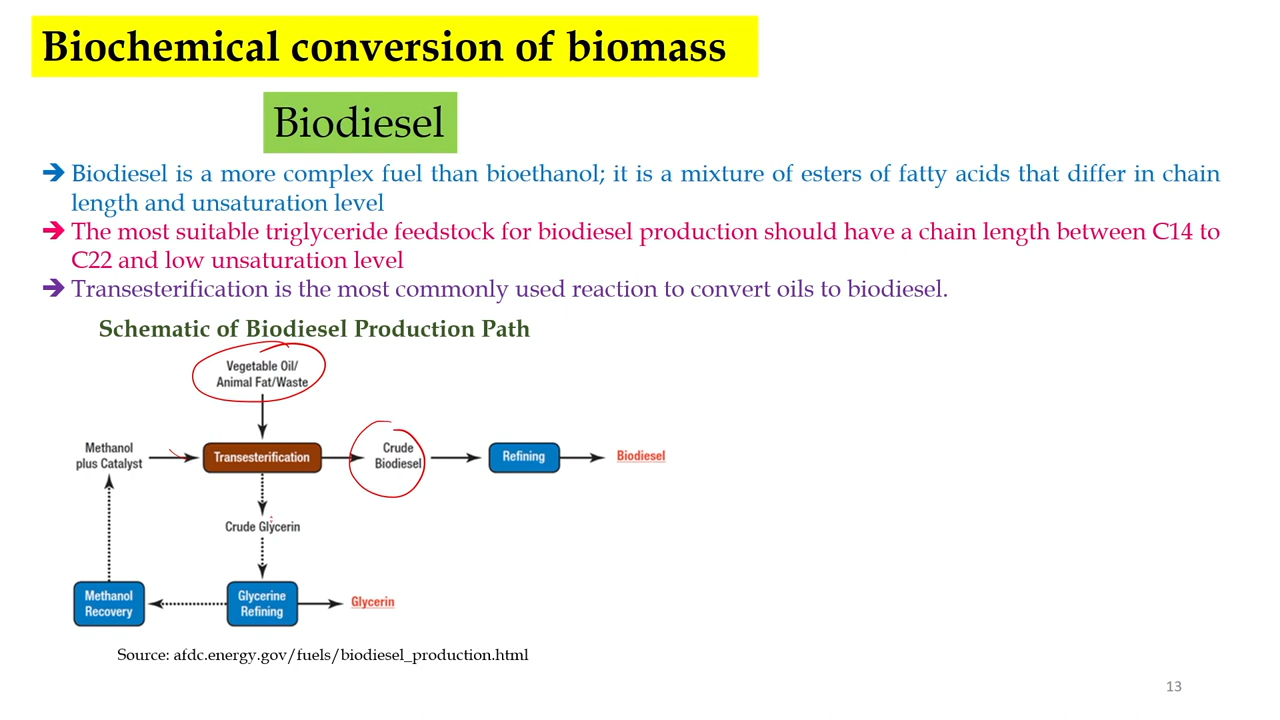 Biochemical conversion of biomass
Biodiesel
➔ Biodiesel is a more complex fuel than bioethanol; it is a mixture of esters of fatty acids that differ in chain
length and unsaturation level
➔ The most suitable triglyceride feedstock for biodiesel production should have a chain length between C14 to
C22 and low unsaturation level
➔ Transesterification is the most commonly used reaction to convert oils to biodiesel.
Schematic of Biodiesel Production Path
Vegetable Oil/
Animal Fat/Waste
Methanol
plus Catalyst
Transesterification
Crude
Biodiesel
Refining
Biodiesel
Crude Glycerin
Methanol
Recovery
Glycerine
Refining
Glycerin
Source: afdc.energy.gov/fuels/biodiesel_production.html
13